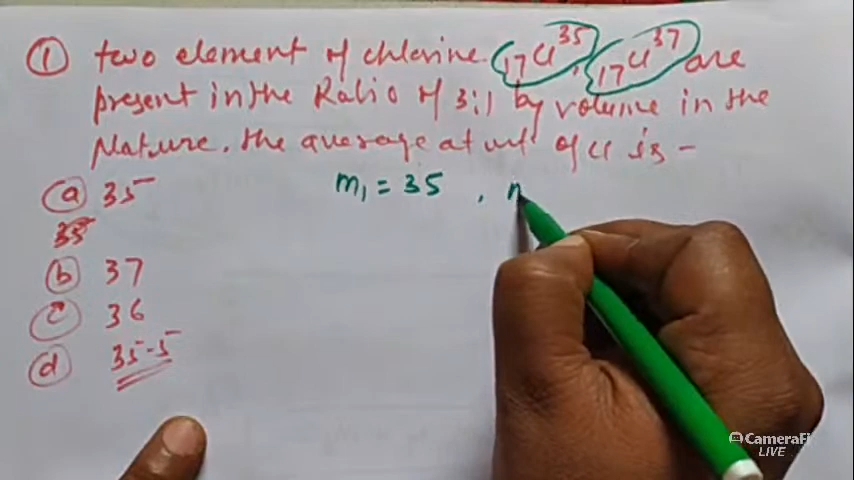 ① two element of chlorine ₁₇Cl³⁵, ₁₇Cl³⁷ are
present in the Ratio of 3:1 by volume in the
Nature. the average at wt of Cl is -
ⓐ 35
m₁ = 35 , n
ⓑ 37
ⓒ 36
ⓓ 35.5
CameraFi
LIVE